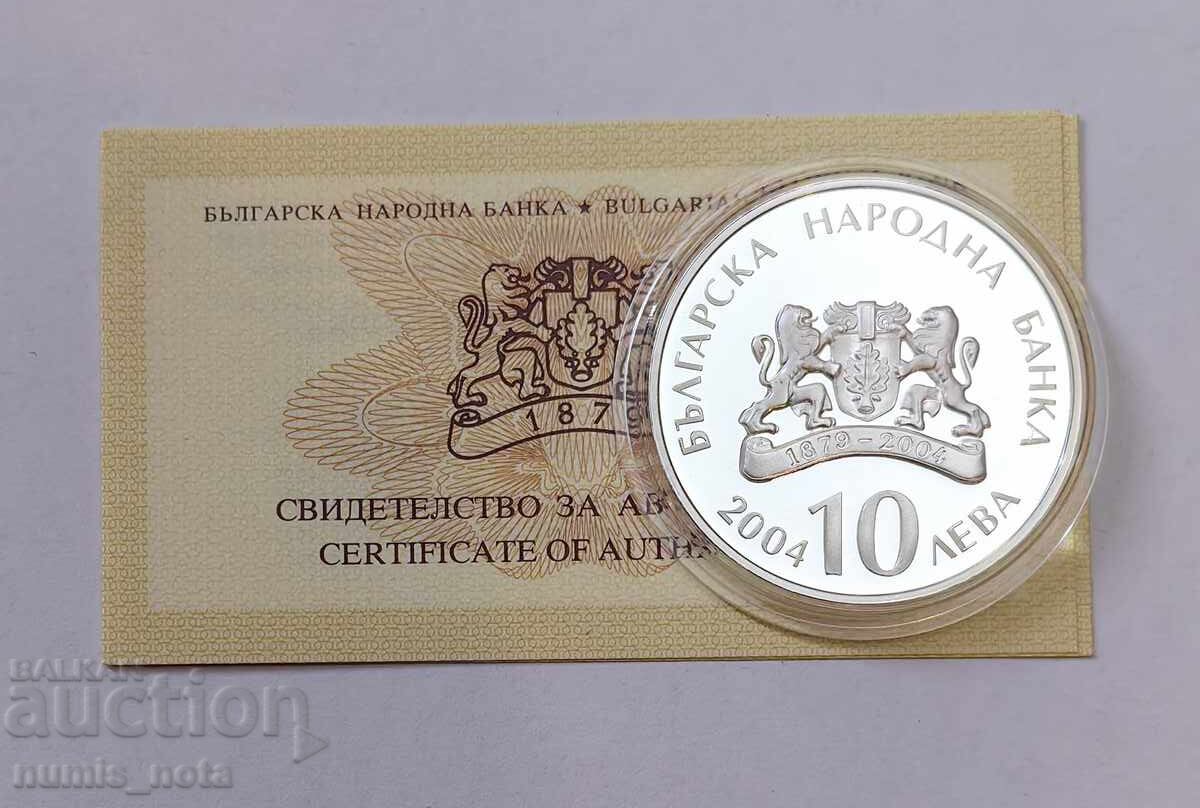 БЪЛГАРСКА НАРОДНА БАНКА ★ BULGARIA
187
СВИДЕТЕЛСТВО ЗА АВ
CERTIFICATE OF AUTH
БЪЛГАРСКА НАРОДНА БАНКА
1879-2004
2004 10 ЛЕВА
BALKAN
auction
numis_nota